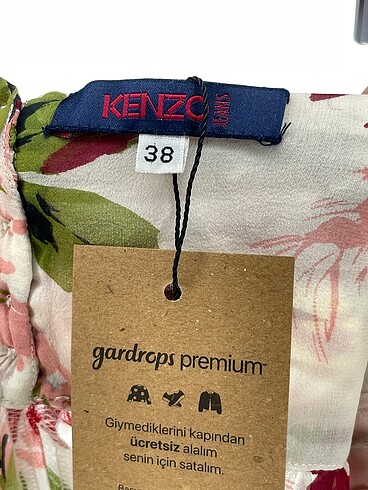 KENZO
JEANS
38
gardrops premium
Giymediklerini kapından
ücretsiz alalım
senin için satalım.